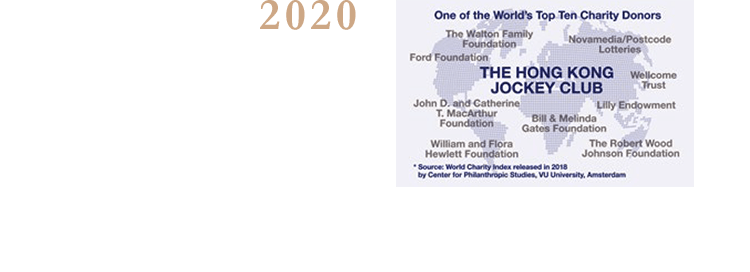 2020
One of the World's Top Ten Charity Donors
The Walton Family
Foundation
Novamedia/Postcode
Lotteries
Ford Foundation
THE HONG KONG
JOCKEY CLUB
Wellcome
Trust
John D. and Catherine
T. MacArthur
Foundation
Lilly Endowment
Bill & Melinda
Gates Foundation
William and Flora
Hewlett Foundation
The Robert Wood
Johnson Foundation
* Source: World Charity Index released in 2018
by Center for Philanthropic Studies, VU University, Amsterdam